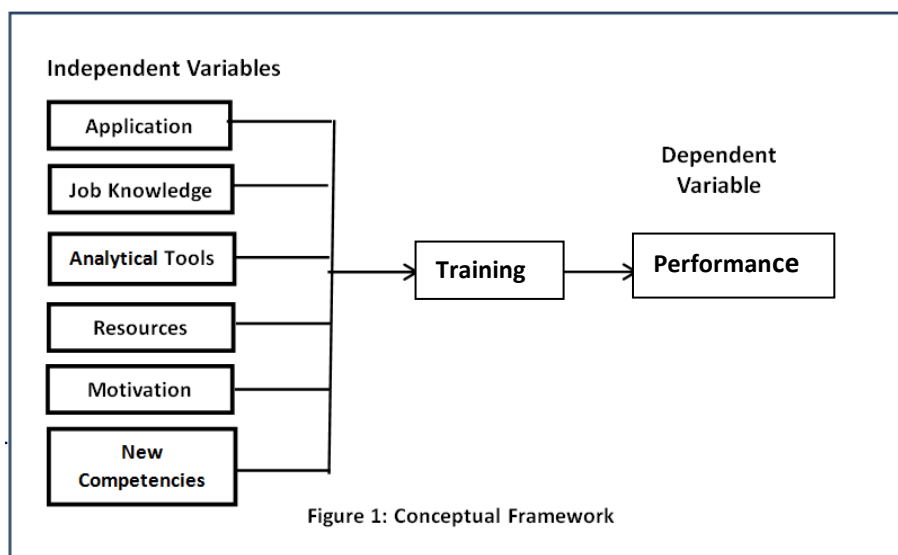 Independent Variables
Application
Job Knowledge
Analytical Tools
Resources
Motivation
New
Competencies
Training
Dependent
Variable
Performance
Figure 1: Conceptual Framework